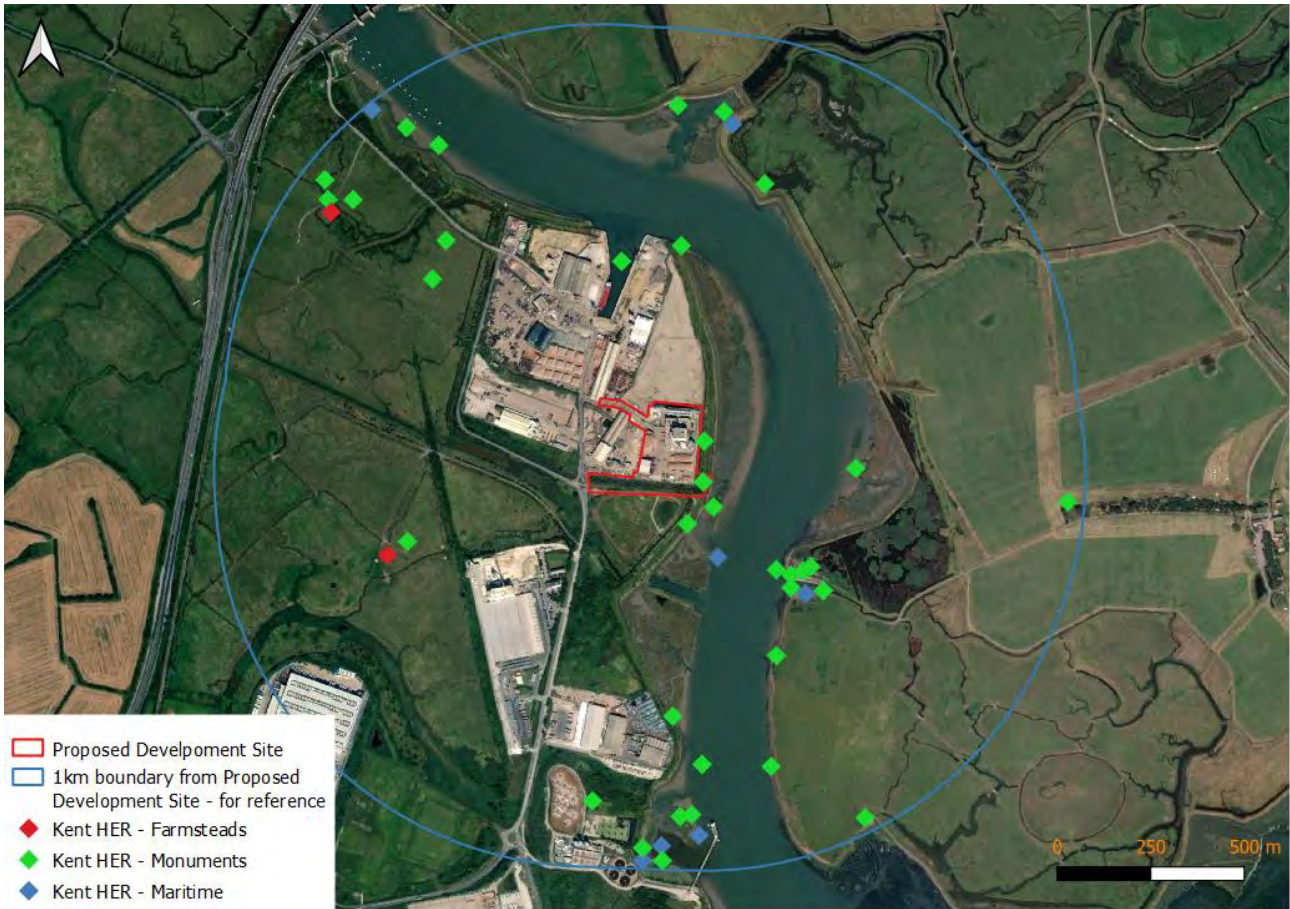 Proposed Develpoment Site
1km boundary from Proposed
Development Site - for reference
Kent HER - Farmsteads
Kent HER - Monuments
Kent HER - Maritime
0 250 500 m